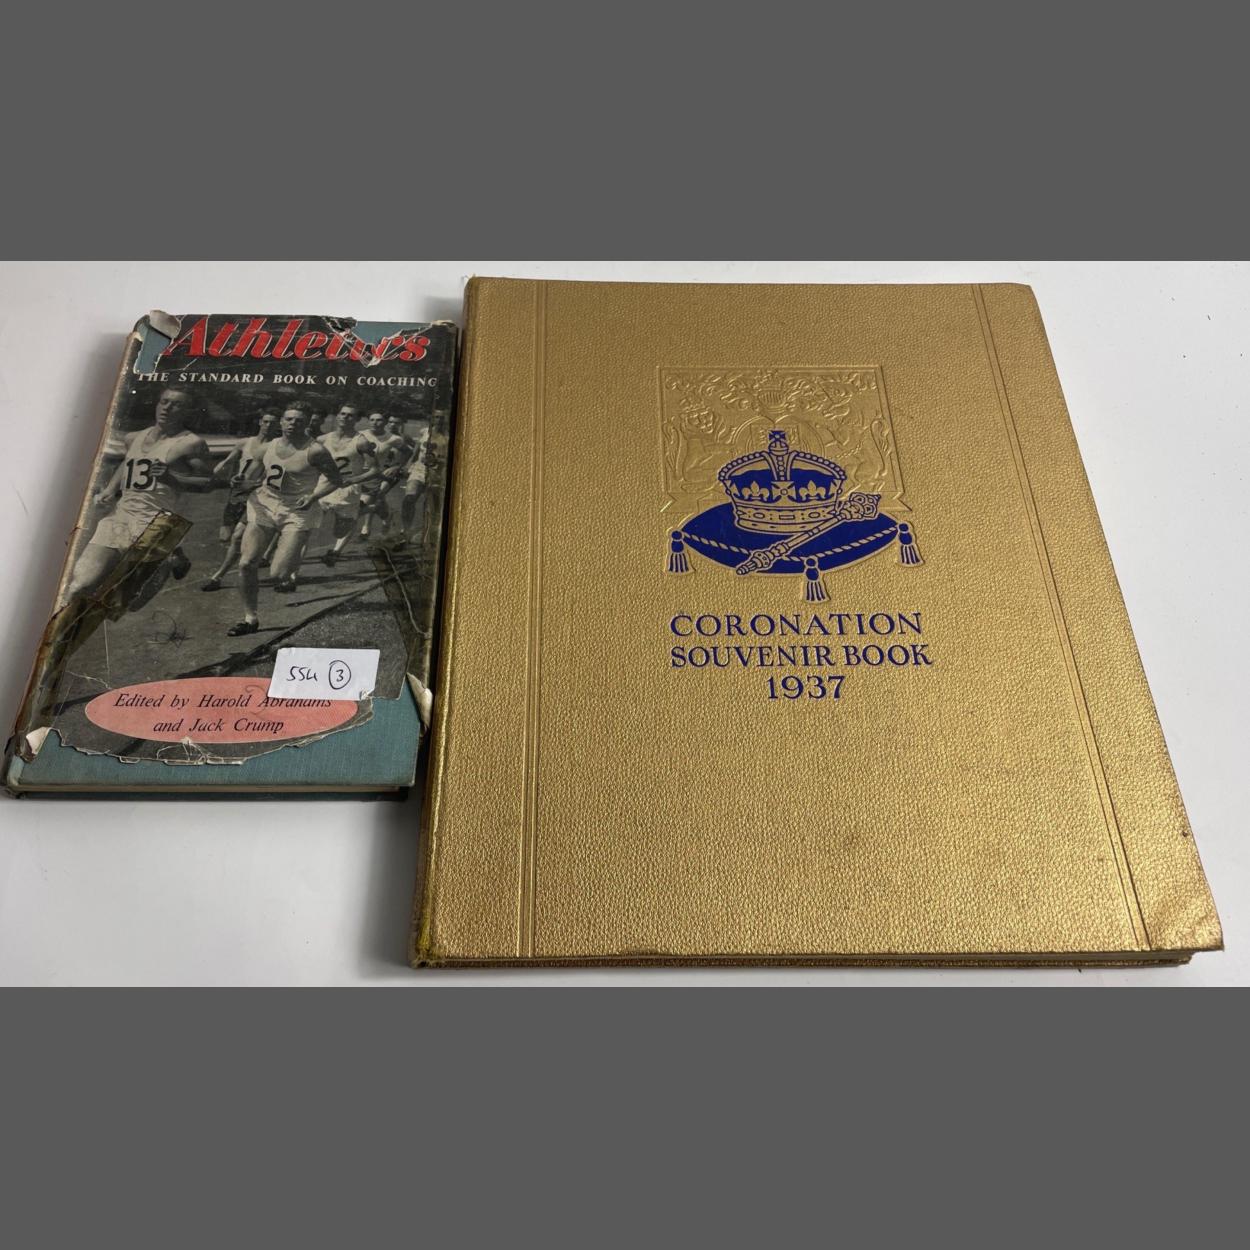 Athletics
THE STANDARD BOOK ON COACHING
13
1
2
2
554 3
Edited by Harold Abrahams
and Jack Crump
CORONATION
SOUVENIR BOOK
1937